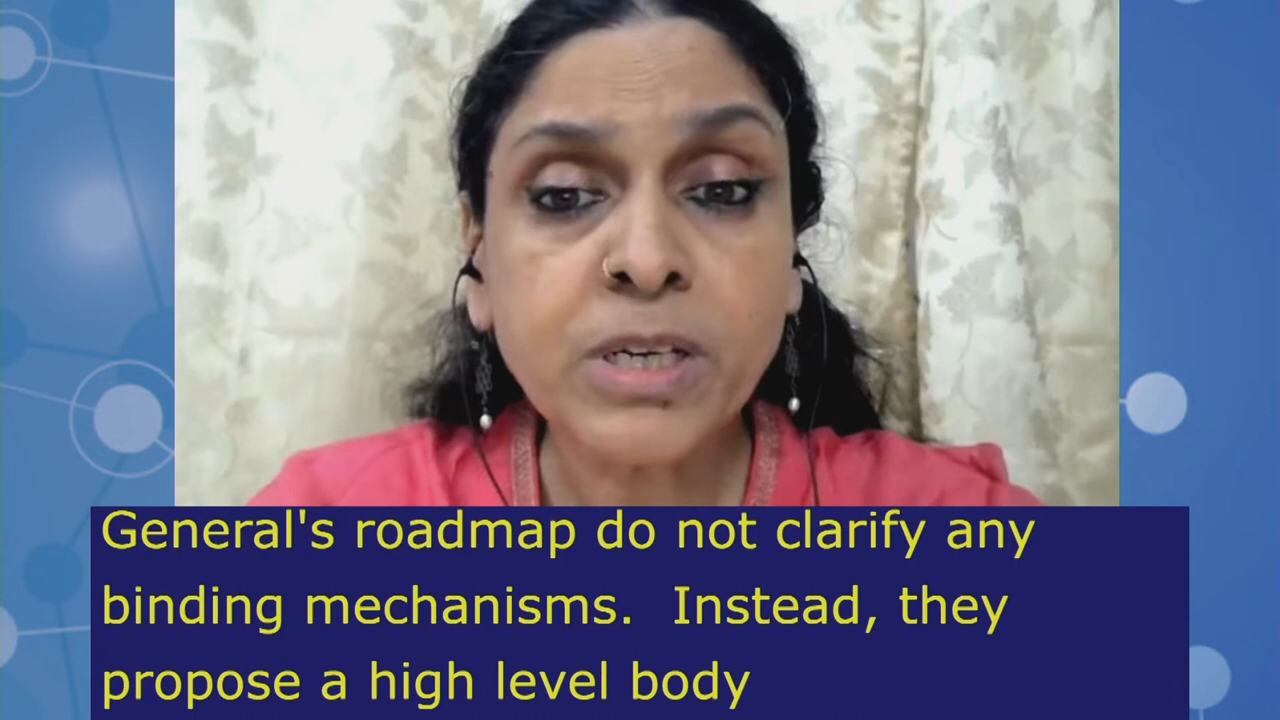 General's roadmap do not clarify any
binding mechanisms.  Instead, they
propose a high level body